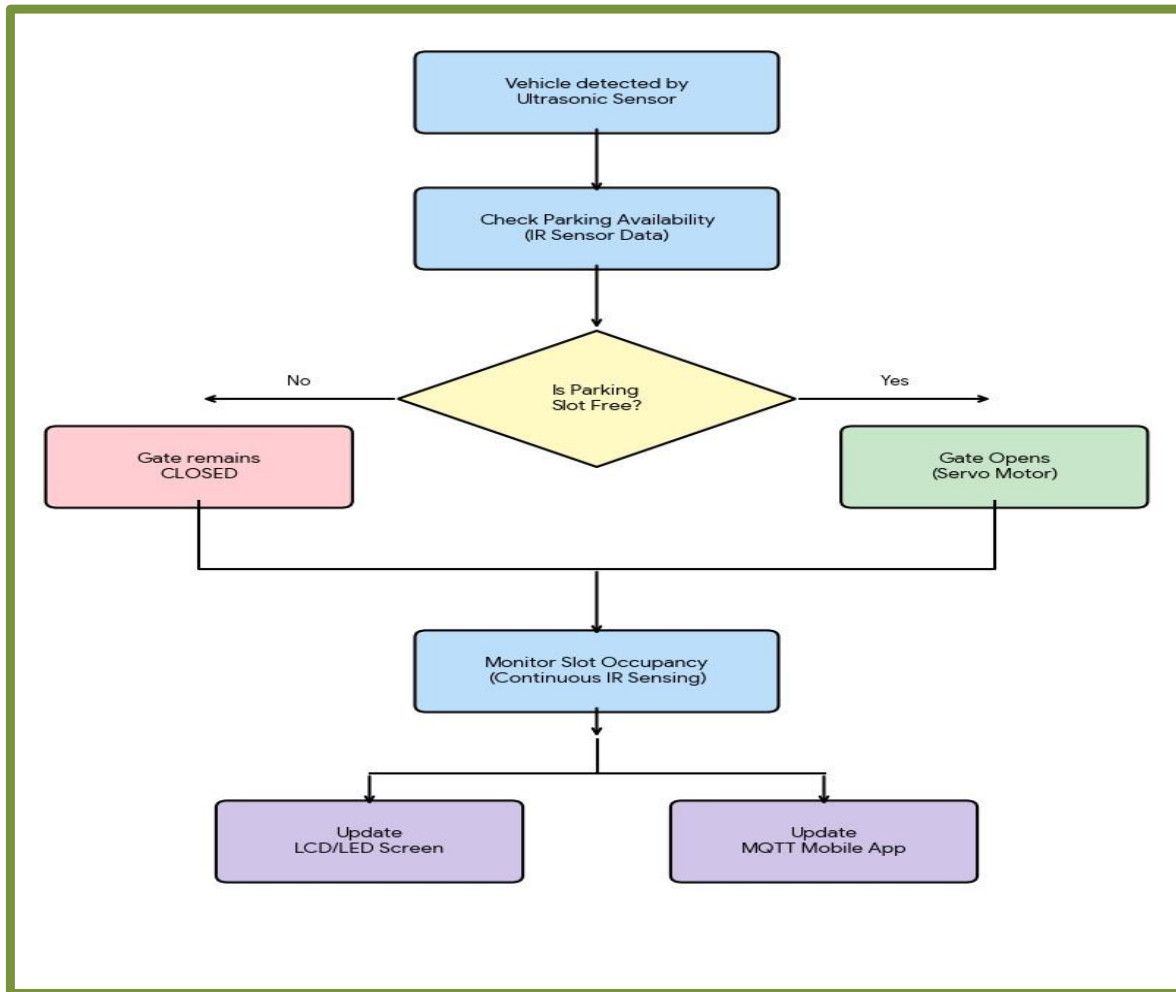 Vehicle detected by
Ultrasonic Sensor
Check Parking Availability
(IR Sensor Data)
Is Parking
Slot Free?
No
Yes
Gate remains
CLOSED
Gate Opens
(Servo Motor)
Monitor Slot Occupancy
(Continuous IR Sensing)
Update
LCD/LED Screen
Update
MQTT Mobile App